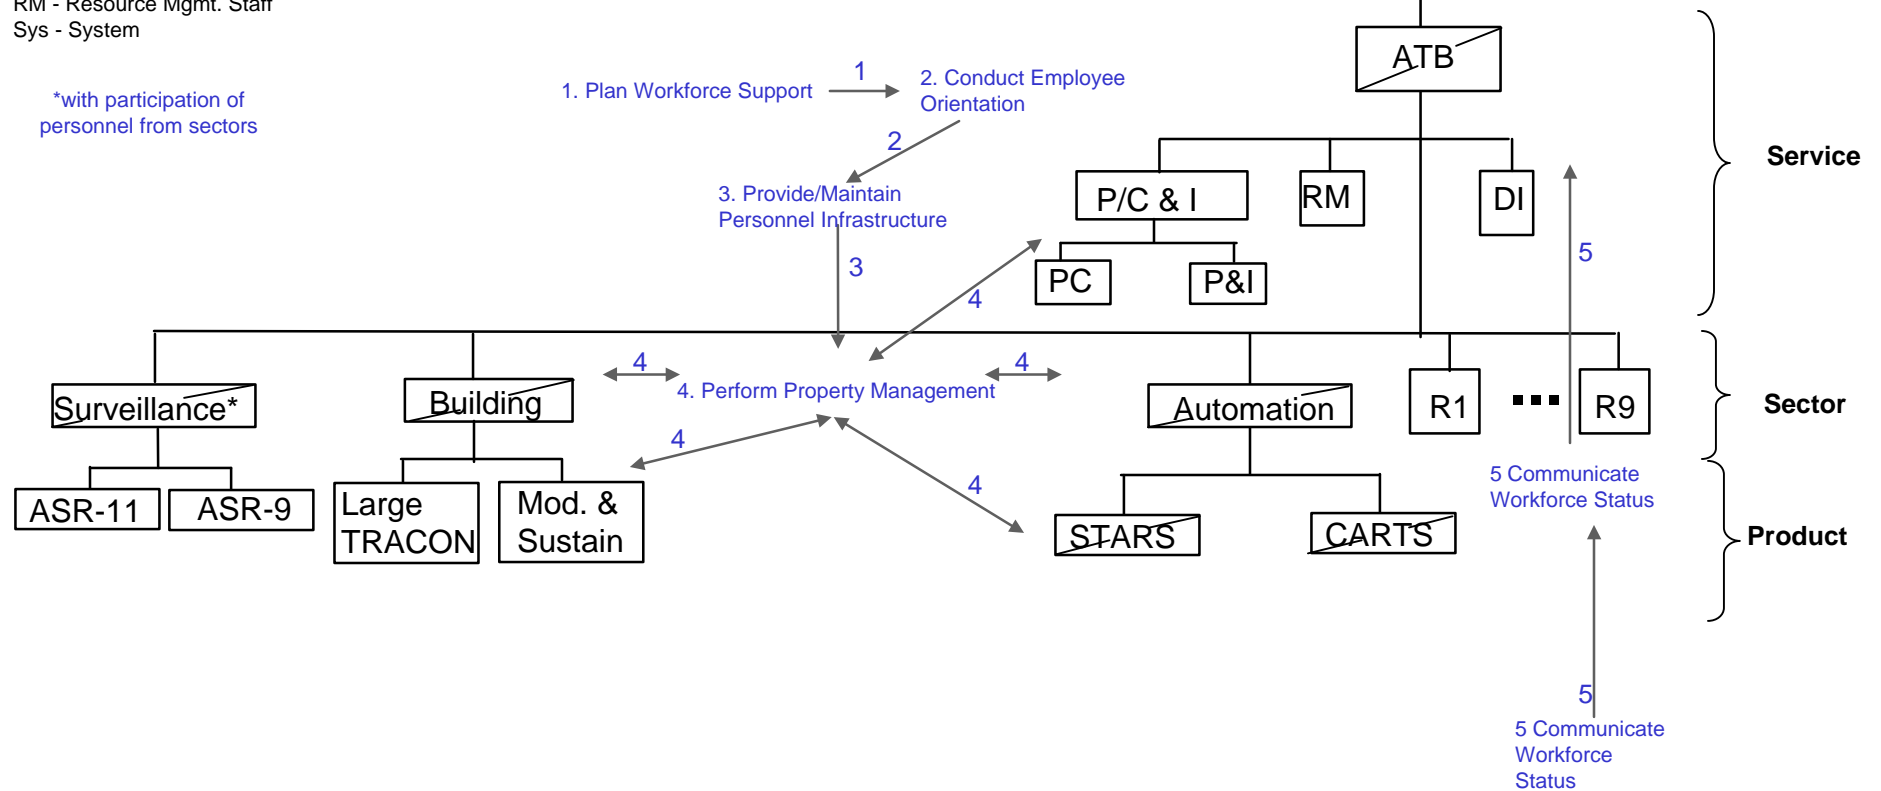 RM - Resource Mgmt. Staff
Sys - System
*with participation of
personnel from sectors
1. Plan Workforce Support
1
2. Conduct Employee
Orientation
2
3. Provide/Maintain
Personnel Infrastructure
3
4
ATB
P/C & I
RM
DI
PC
P&I
5
Service
4
4. Perform Property Management
4
4
4
Surveillance*
Building
Automation
R1
...
R9
Sector
ASR-11
ASR-9
Large
TRACON
Mod. &
Sustain
STARS
CARTS
5 Communicate
Workforce Status
Product
5
5 Communicate
Workforce
Status